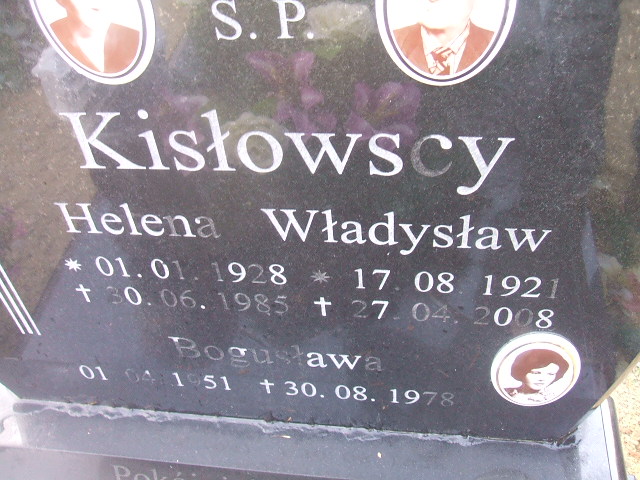 S. P.
Kisłowscy
Helena Władysław
* 01. 01. 1928 * 17. 08. 1921
† 30. 06. 1985 † 27. 04. 2008
Bogusława
01 04. 1951 † 30. 08. 1978